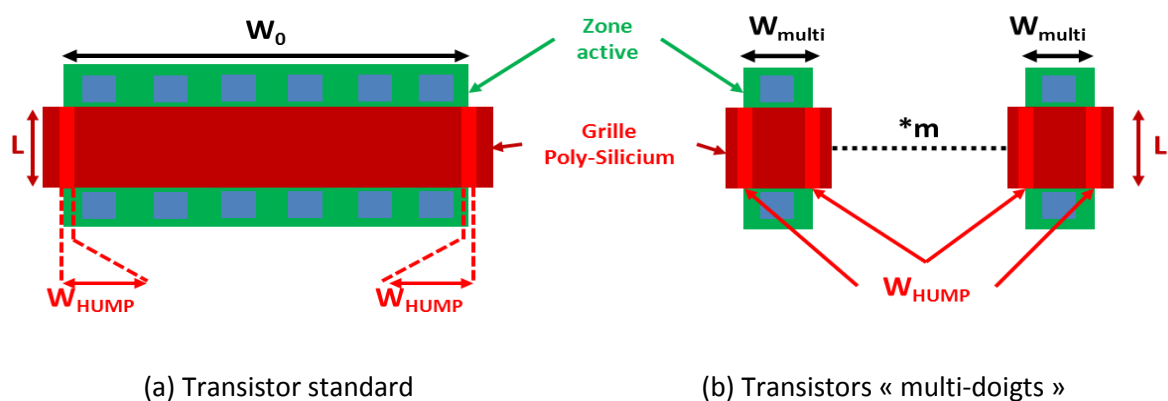 W0
Zone
active
Wmulti
Wmulti
L
Grille
Poly-Silicium
*m
L
WHUMP
WHUMP
WHUMP
(a) Transistor standard
(b) Transistors « multi-doigts »